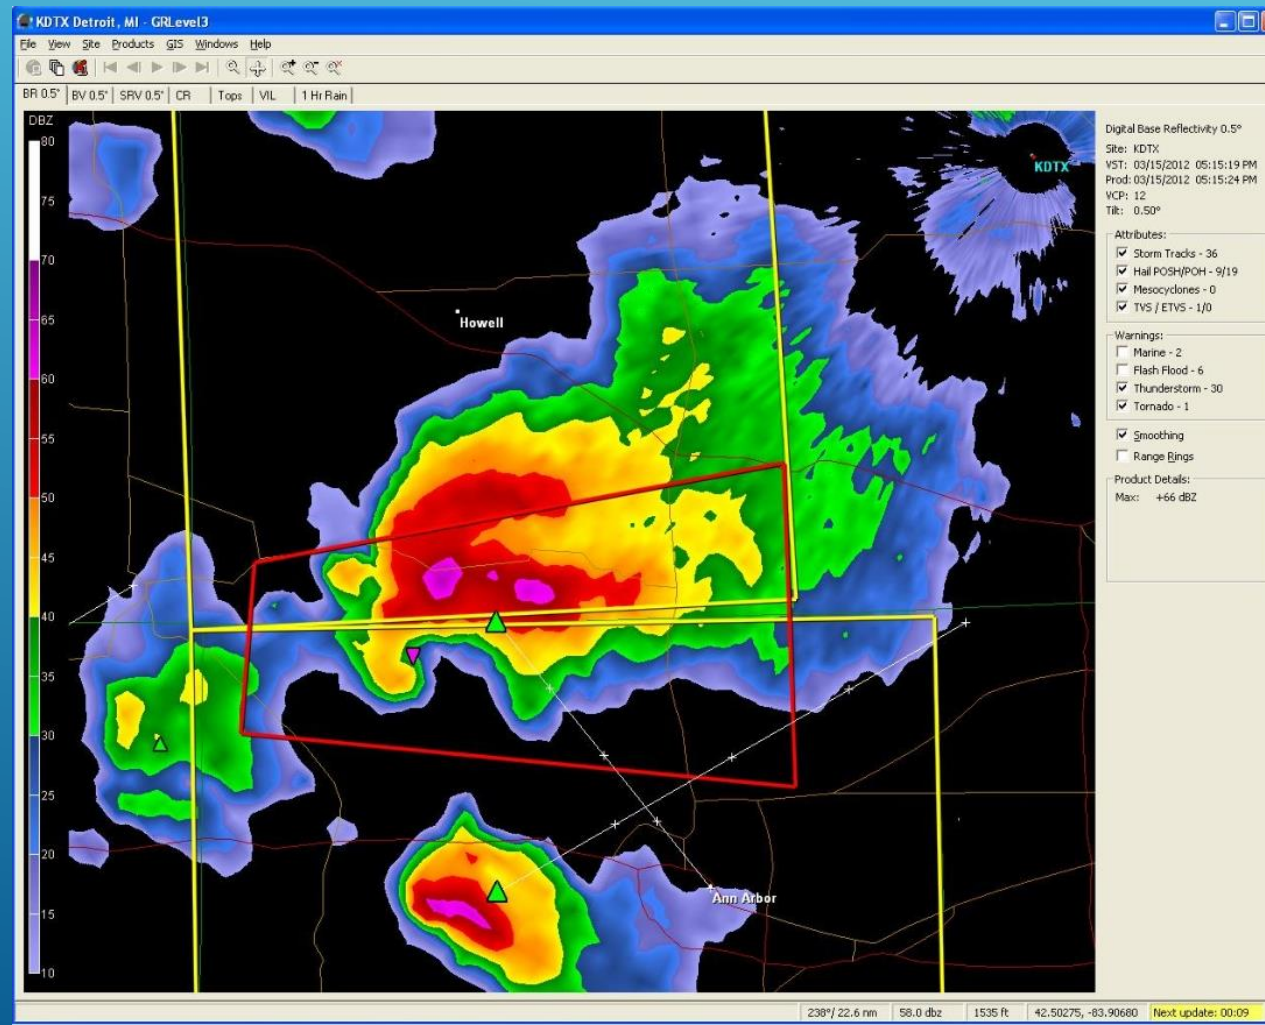 KDTX Detroit, MI - GRLevel3
File View Site Products GIS Windows Help
BR 0.5° BV 0.5° SRV 0.5° CR Tops VIL 1 Hr Rain
DBZ
80
75
70
65
60
55
50
45
40
35
30
25
20
15
10
KDTX
Howell
Ann Arbor
Digital Base Reflectivity 0.5°
Site: KDTX
VST: 03/15/2012 05:15:19 PM
Prod: 03/15/2012 05:15:24 PM
VCP: 12
Tilt: 0.50°
Attributes:
Storm Tracks - 36
Hail POSH/POH - 9/19
Mesocyclones - 0
TVS / ETVS - 1/0
Warnings:
Marine - 2
Flash Flood - 6
Thunderstorm - 30
Tornado - 1
Smoothing
Range Rings
Product Details:
Max: +66 dBZ
238°/ 22.6 nm 58.0 dbz 1535 ft 42.50275, -83.90680 Next update: 00:09